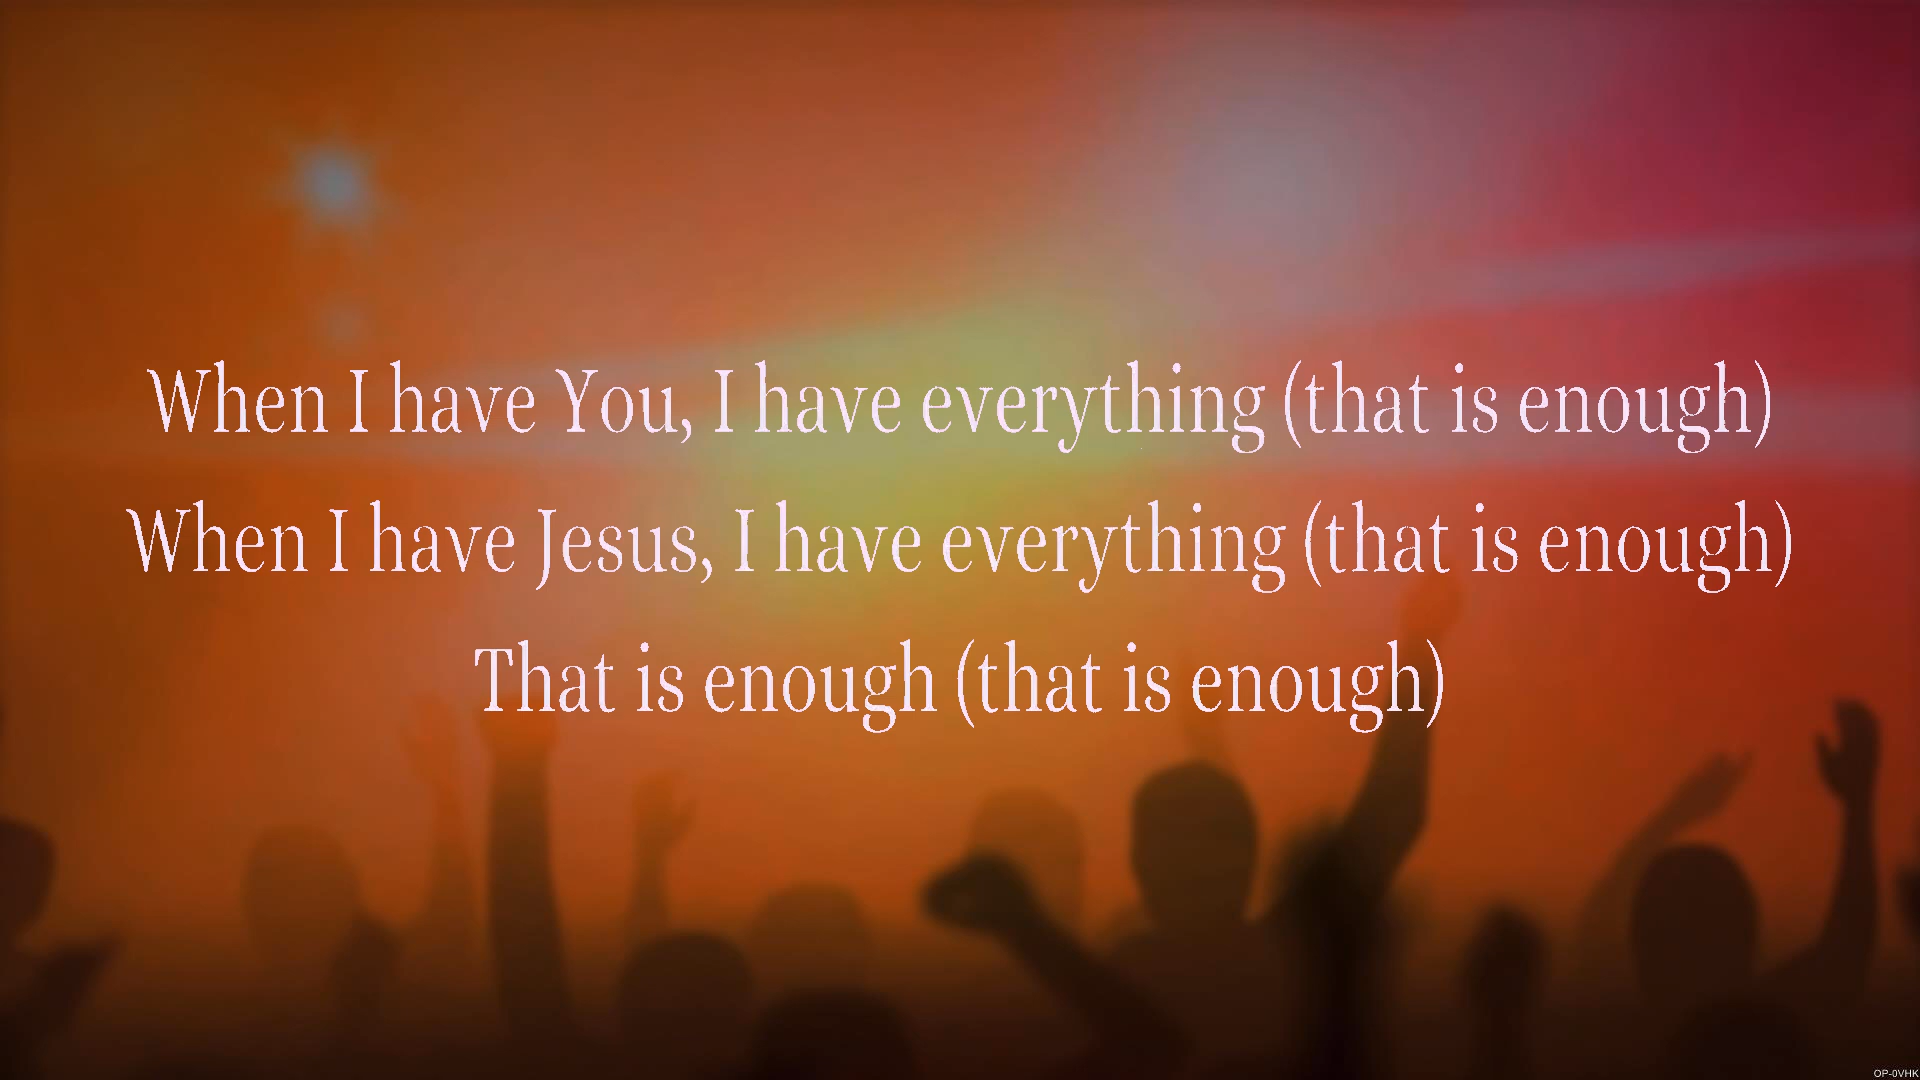 When I have You, I have everything (that is enough)
When I have Jesus, I have everything (that is enough)
That is enough (that is enough)
OP-0VHK